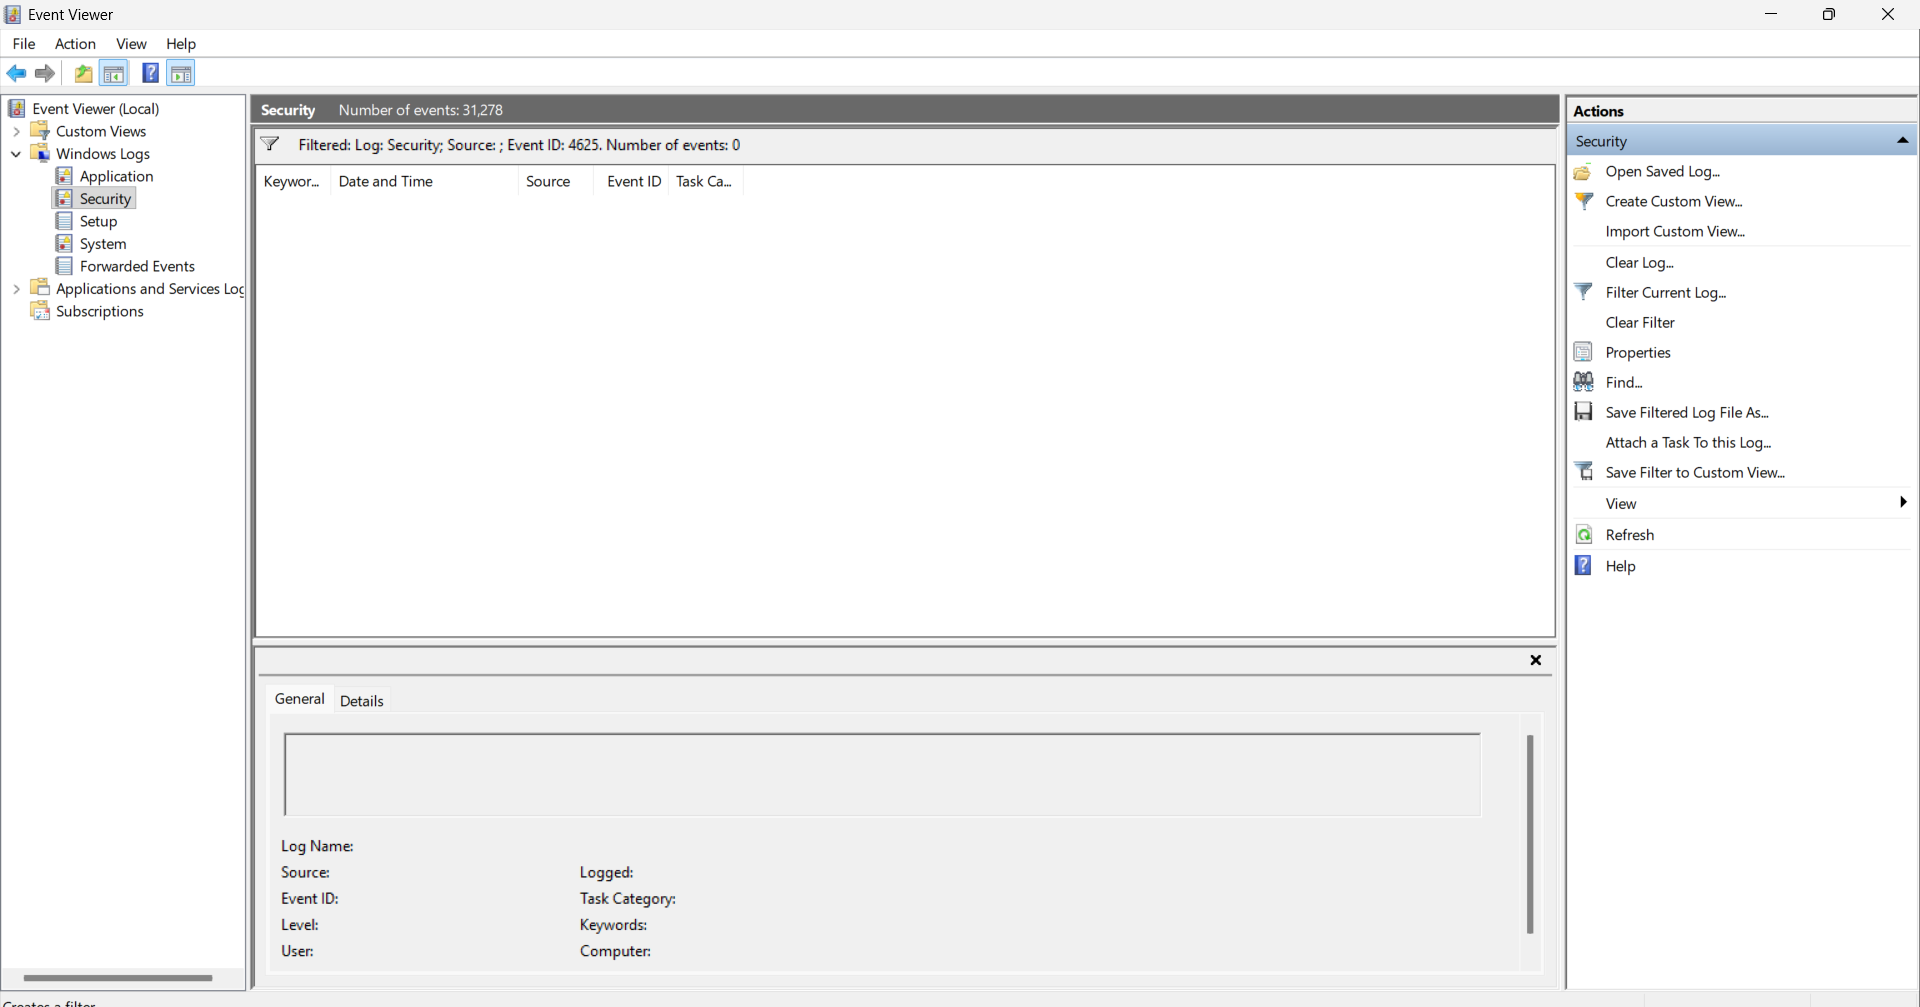 Event Viewer
File Action View Help
Event Viewer (Local)
Custom Views
Windows Logs
Application
Security
Setup
System
Forwarded Events
Applications and Services Log
Subscriptions
Security Number of events: 31,278
Filtered: Log: Security; Source: ; Event ID: 4625. Number of events: 0
Keywor... Date and Time Source Event ID Task Ca...
General Details
Log Name:
Source: Logged:
Event ID: Task Category:
Level: Keywords:
User: Computer:
Actions
Security
Open Saved Log...
Create Custom View...
Import Custom View...
Clear Log...
Filter Current Log...
Clear Filter
Properties
Find...
Save Filtered Log File As...
Attach a Task To this Log...
Save Filter to Custom View...
View
Refresh
Help
Creates a filter.